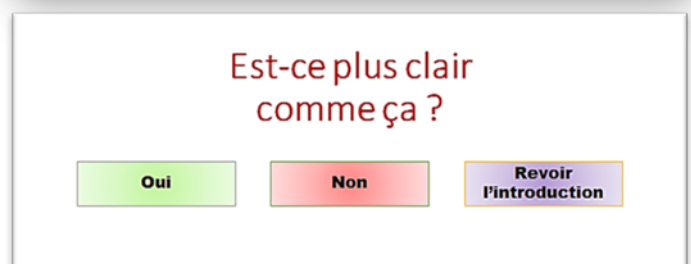 Est-ce plus clair
comme ça ?
Oui
Non
Revoir
l'introduction